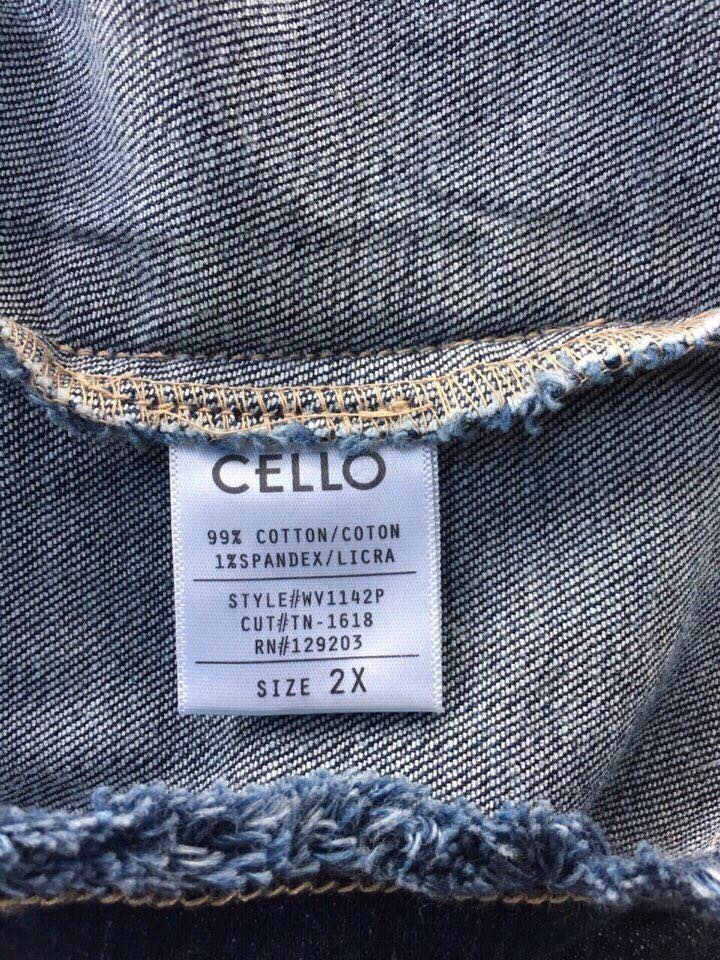 CELLO
99% COTTON/COTON
1%SPANDEX/LICRA
STYLE#WV1142P
CUT#TN-1618
RN#129203
SIZE 2X